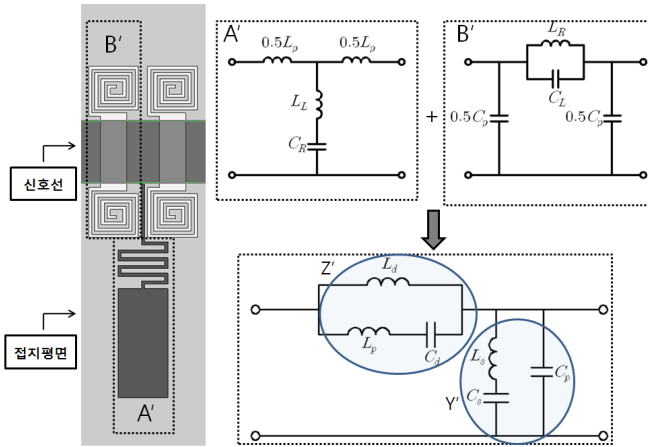 B′
A′
신호선
접지평면
A′
0.5L_p
0.5L_p
L_L
C_R
+
B′
L_R
C_L
0.5C_p
0.5C_p
Z′
L_d
L_p
C_d
L_s
C_s
C_p
Y′